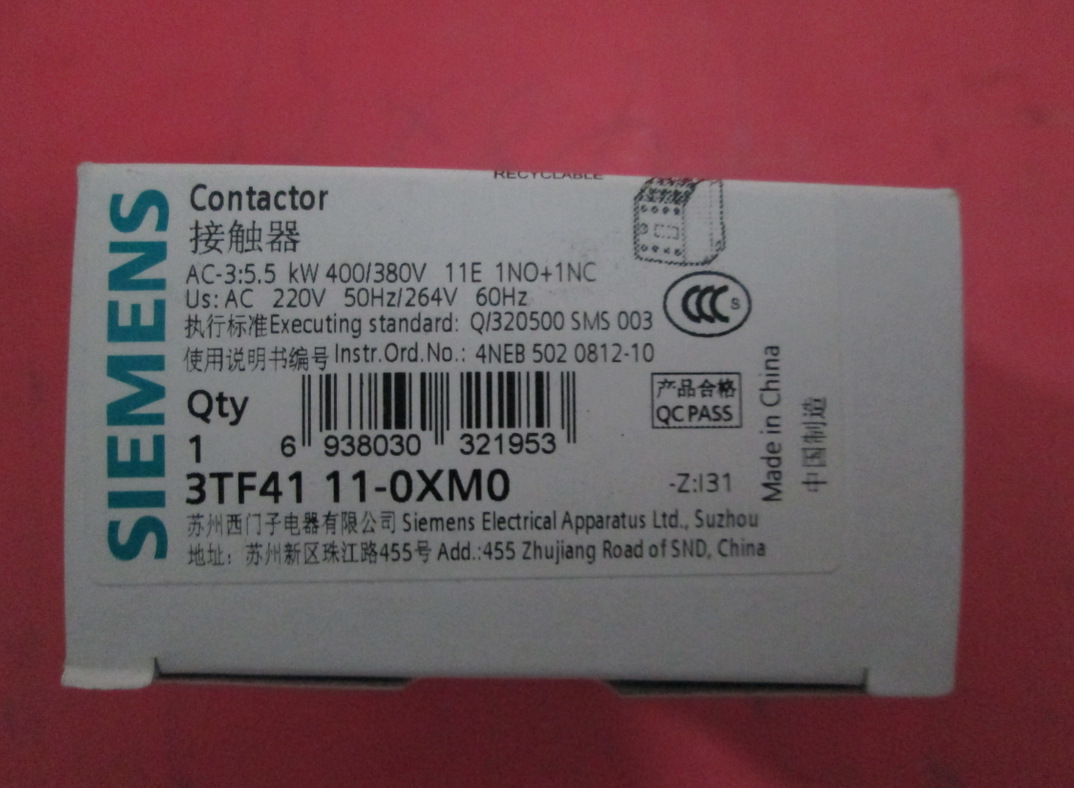 RECYCLABLE
SIEMENS
Contactor
接触器
AC-3:5.5 kW 400/380V 11E 1NO+1NC
Us: AC 220V 50Hz/264V 60Hz
执行标准Executing standard: Q/320500 SMS 003
使用说明书编号 Instr.Ord.No.: 4NEB 502 0812-10
CCC S
产品合格
QC PASS
Made in China
中国制造
Qty
1
6 938030 321953
3TF41 11-0XM0
-Z:I31
苏州西门子电器有限公司 Siemens Electrical Apparatus Ltd., Suzhou
地址：苏州新区珠江路455号 Add.:455 Zhujiang Road of SND, China